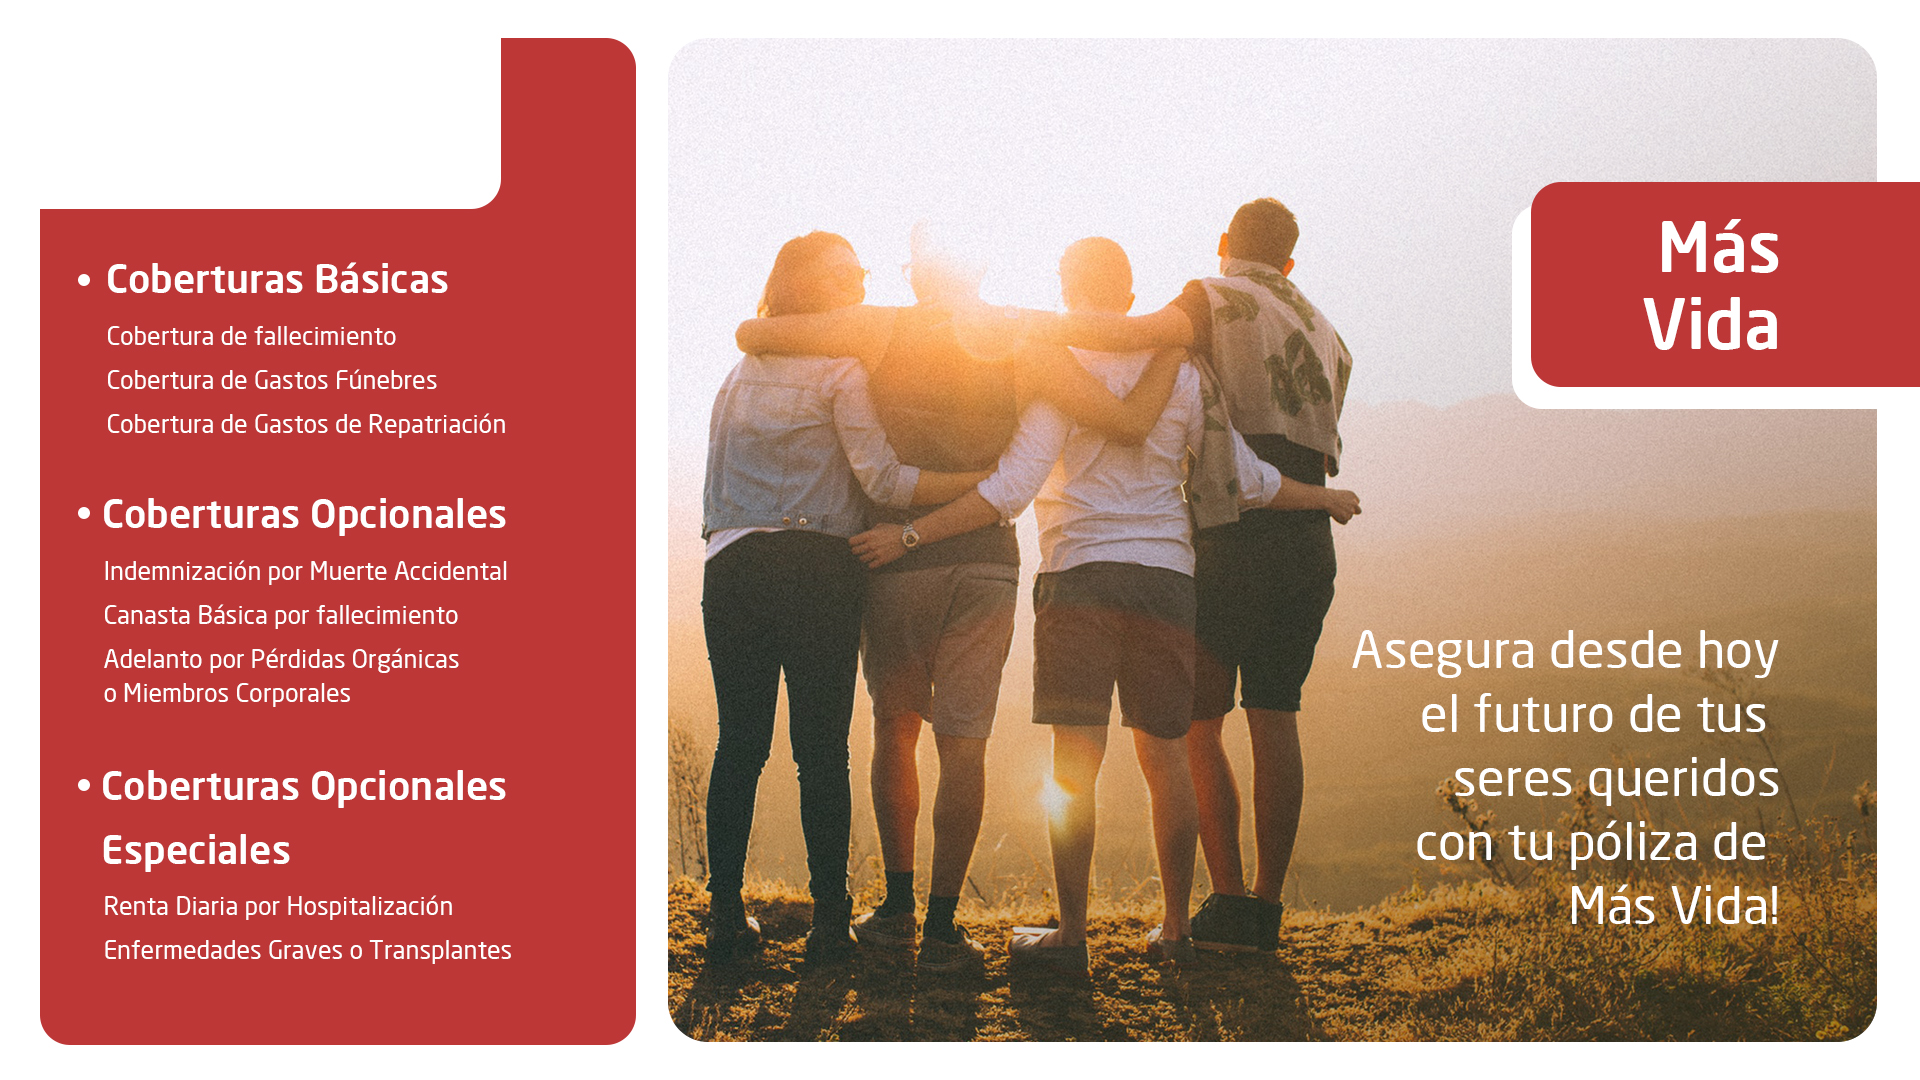 • Coberturas Básicas
Cobertura de fallecimiento
Cobertura de Gastos Fúnebres
Cobertura de Gastos de Repatriación
• Coberturas Opcionales
Indemnización por Muerte Accidental
Canasta Básica por fallecimiento
Adelanto por Pérdidas Orgánicas
o Miembros Corporales
• Coberturas Opcionales
Especiales
Renta Diaria por Hospitalización
Enfermedades Graves o Transplantes
Más
Vida
Asegura desde hoy
el futuro de tus
seres queridos
con tu póliza de
Más Vida!